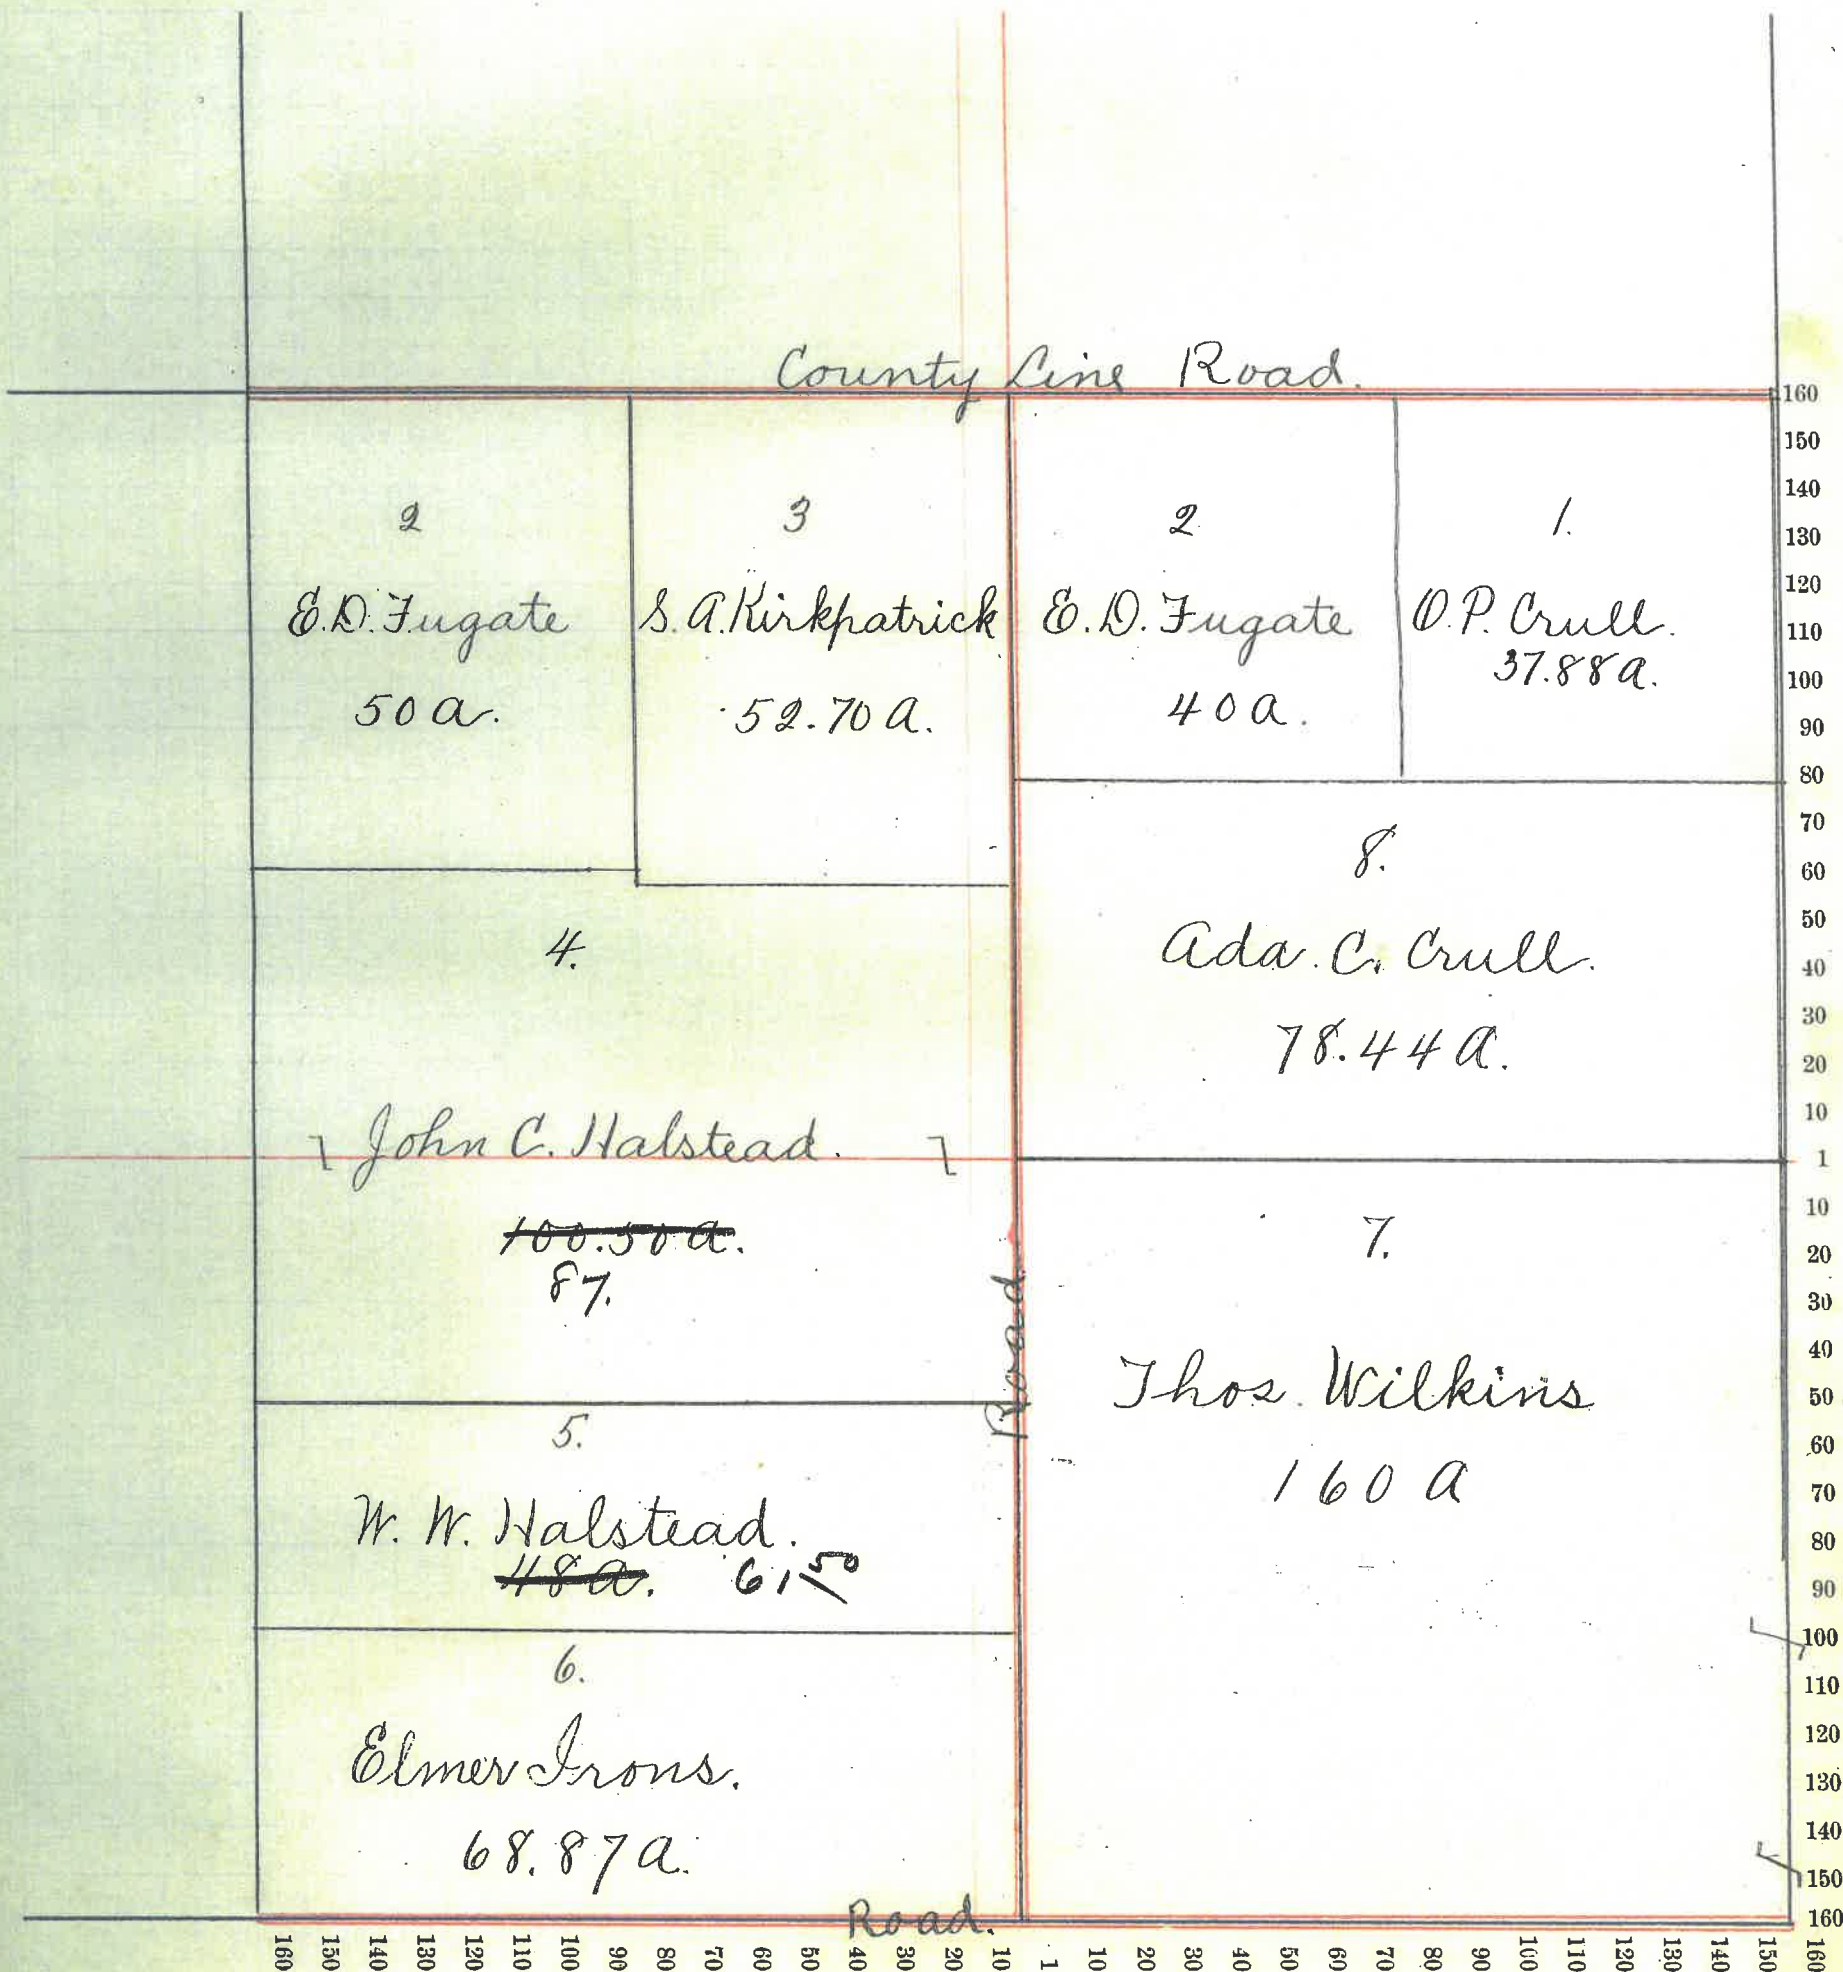 County Line Road.
2
E.D. Fugate
50 a.
3
S. A. Kirkpatrick
52.70 A.
2
E. D. Fugate
40 a.
1.
O. P. Crull.
37.88 a.
8.
Ada. C. Crull.
78.44 A.
4.
John C. Halstead.
100.50 a.
87.
5.
W. W. Halstead.
48 a. 61 50
6.
Elmer Irons.
68.87 a.
Road
7.
Thos. Wilkins
160 A
Road.
160
150
140
130
120
110
100
90
80
70
60
50
40
30
20
10
1
10
20
30
40
50
60
70
80
90
100
110
120
130
140
150
160
160 150 140 130 120 110 100 90 80 70 60 50 40 30 20 10 1 10 20 30 40 50 60 70 80 90 100 110 120 130 140 150 160